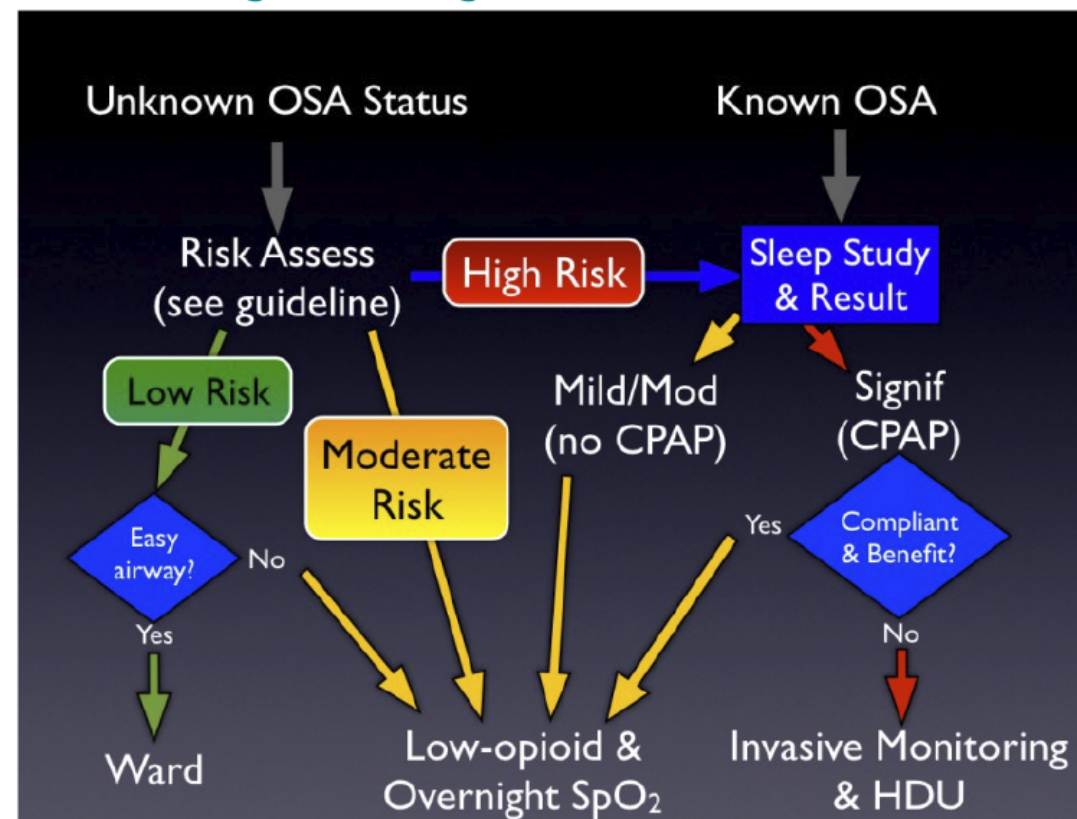 Unknown OSA Status
Known OSA
Risk Assess
(see guideline)
High Risk
Sleep Study
& Result
Low Risk
Moderate
Risk
Mild/Mod
(no CPAP)
Signif
(CPAP)
Easy
airway?
No
Yes
Compliant
& Benefit?
Yes
No
Ward
Low-opioid &
Overnight SpO₂
Invasive Monitoring
& HDU